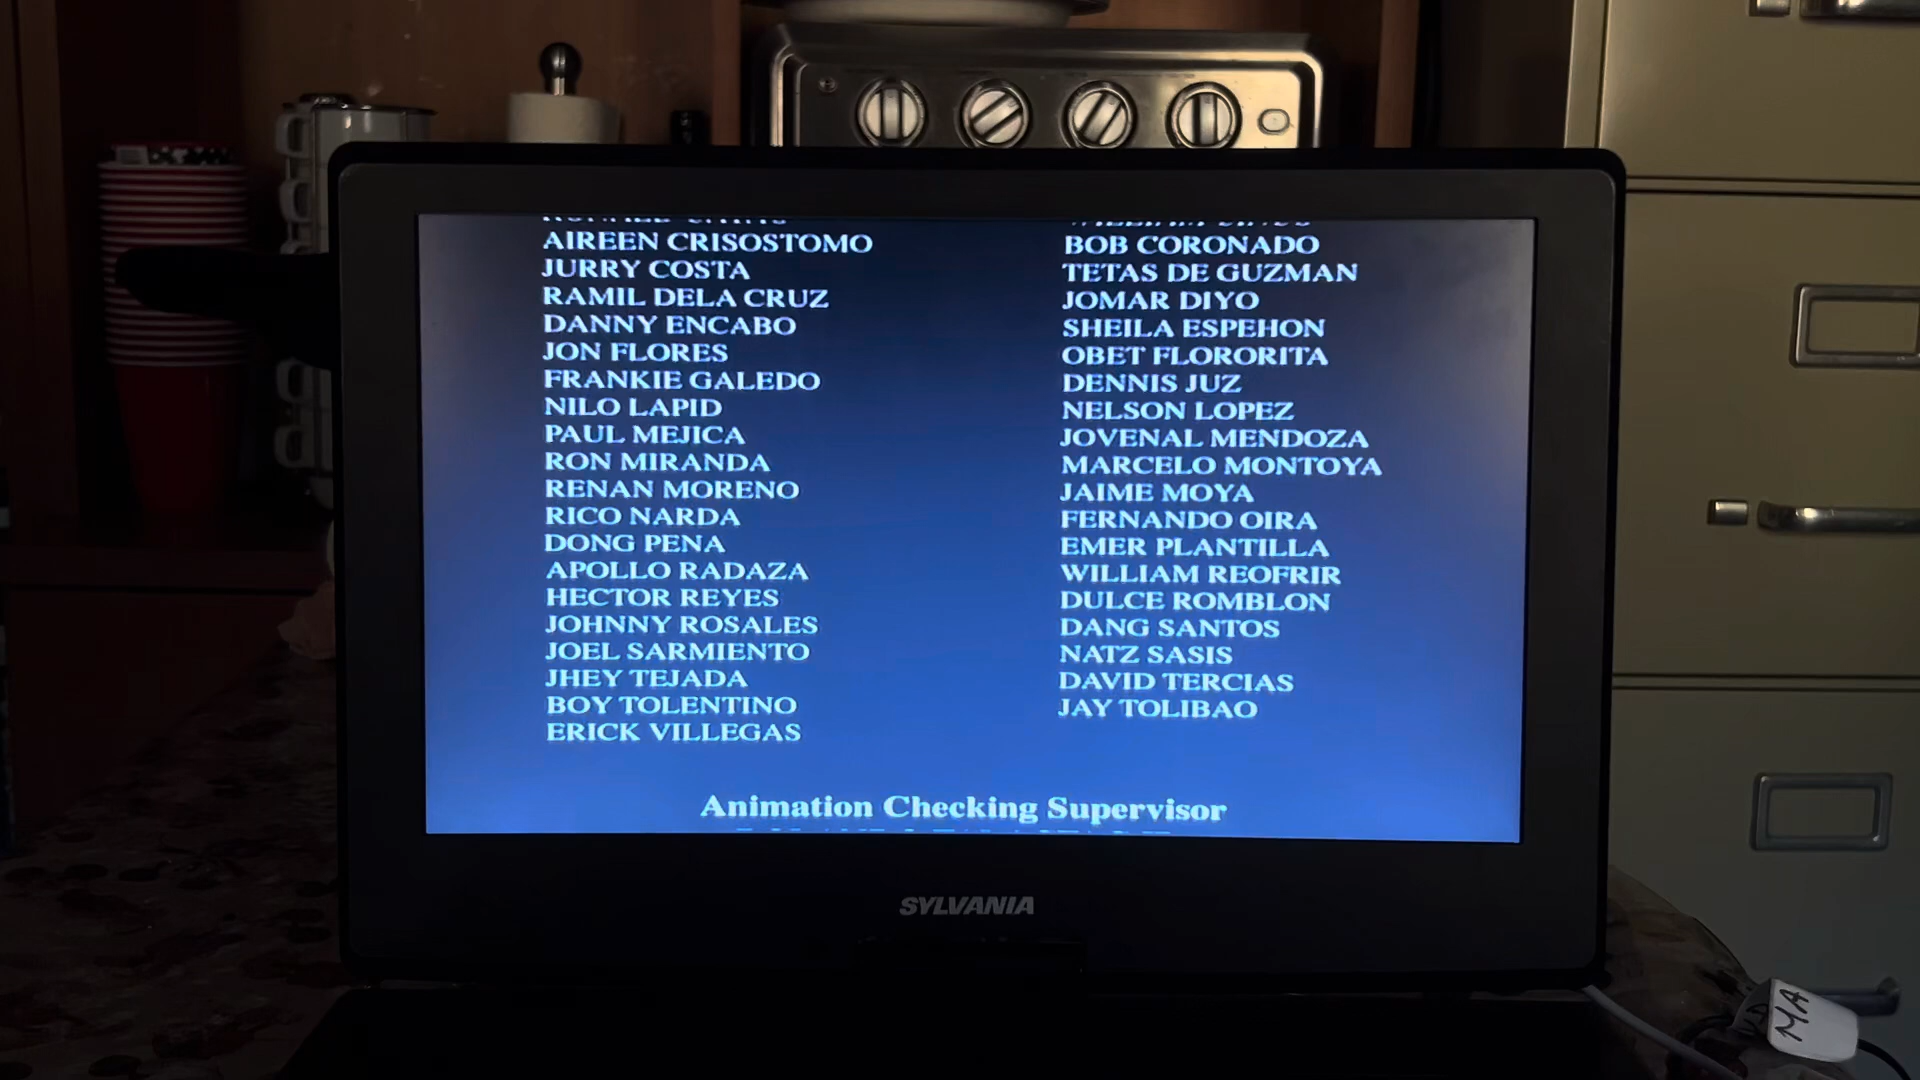 AIREEN CRISOSTOMO
JURRY COSTA
RAMIL DELA CRUZ
DANNY ENCABO
JON FLORES
FRANKIE GALEDO
NILO LAPID
PAUL MEJICA
RON MIRANDA
RENAN MORENO
RICO NARDA
DONG PENA
APOLLO RADAZA
HECTOR REYES
JOHNNY ROSALES
JOEL SARMIENTO
JHEY TEJADA
BOY TOLENTINO
ERICK VILLEGAS
BOB CORONADO
TETAS DE GUZMAN
JOMAR DIYO
SHEILA ESPEHON
OBET FLORORITA
DENNIS JUZ
NELSON LOPEZ
JOVENAL MENDOZA
MARCELO MONTOYA
JAIME MOYA
FERNANDO OIRA
EMER PLANTILLA
WILLIAM REOFRIR
DULCE ROMBLON
DANG SANTOS
NATZ SASIS
DAVID TERCIAS
JAY TOLIBAO
Animation Checking Supervisor
SYLVANIA
MA